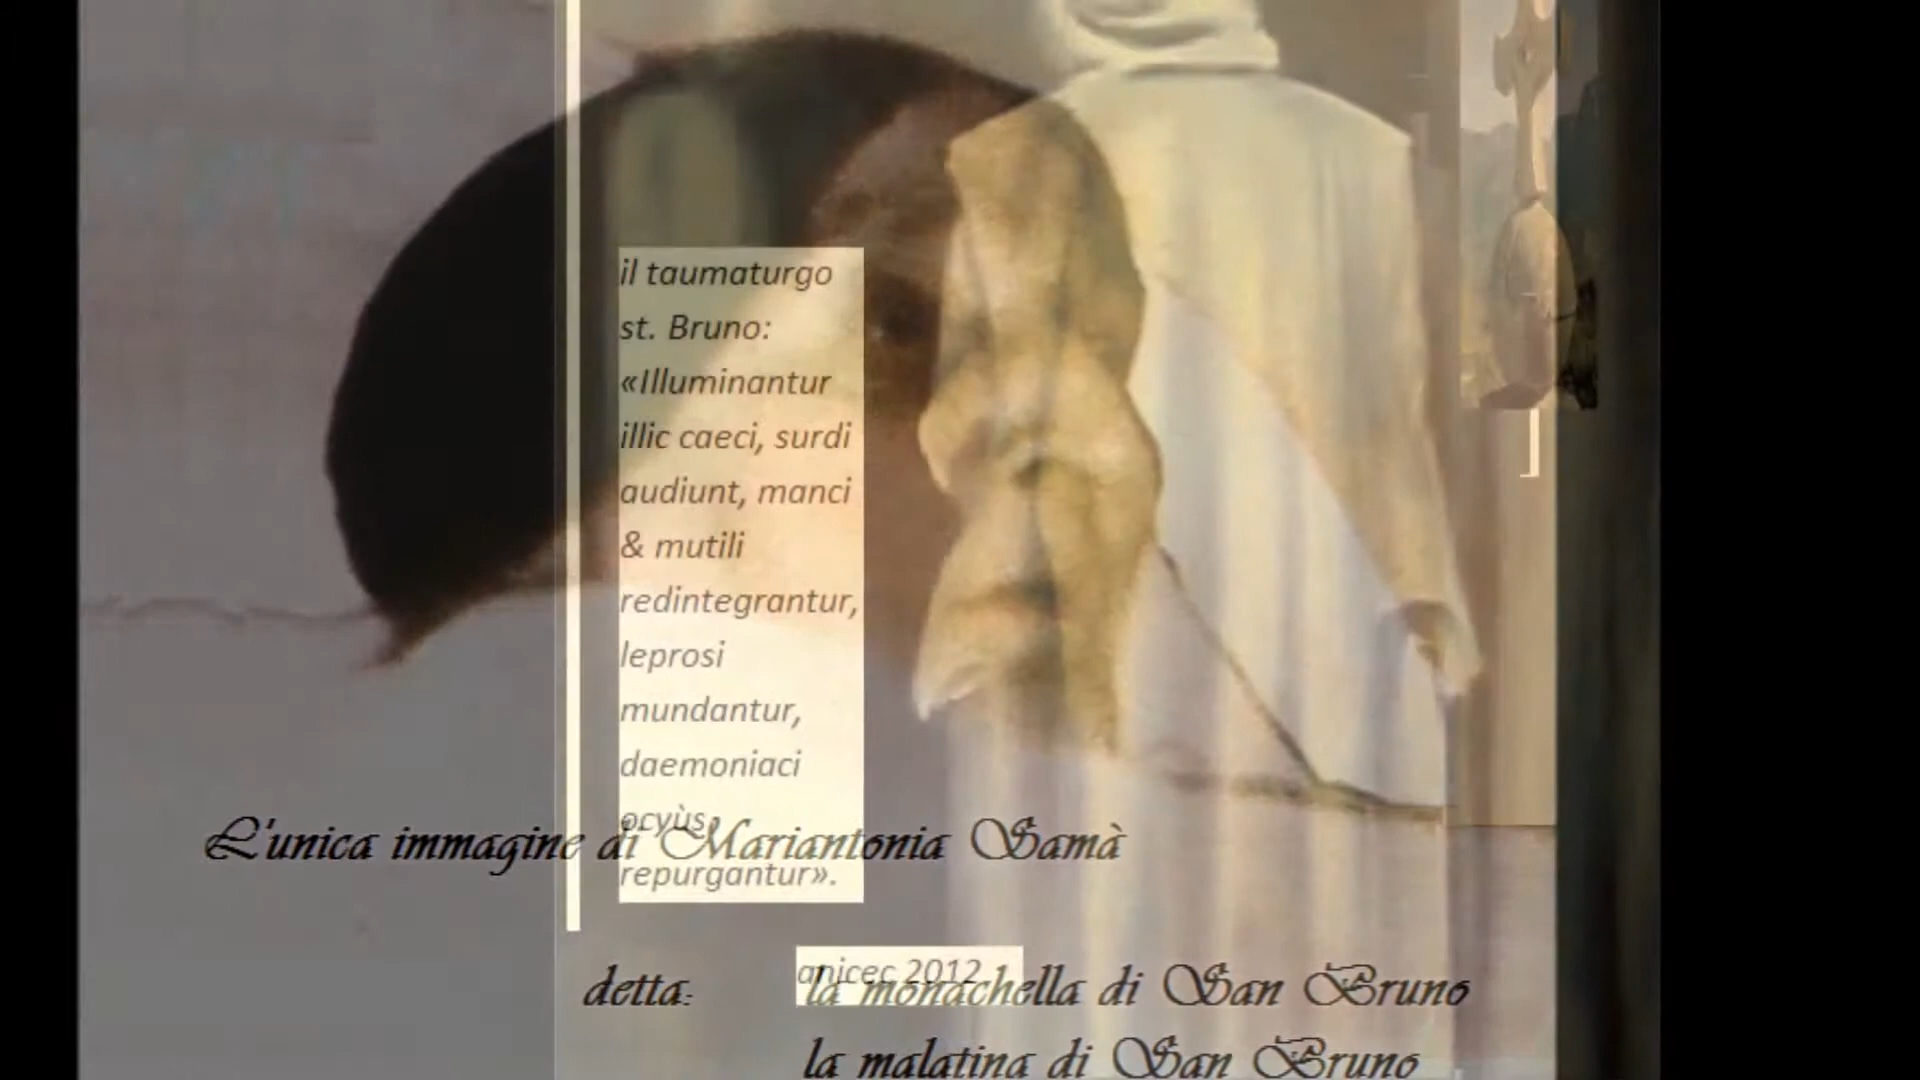 il taumaturgo
st. Bruno:
«Illuminantur
illic caeci, surdi
audiunt, manci
& mutili
redintegrantur,
leprosi
mundantur,
daemoniaci
ocyùs
repurgantur».
L'unica immagine di Mariantonia Samà
anicec 2012
detta: la monachella di San Bruno
la malatina di San Bruno